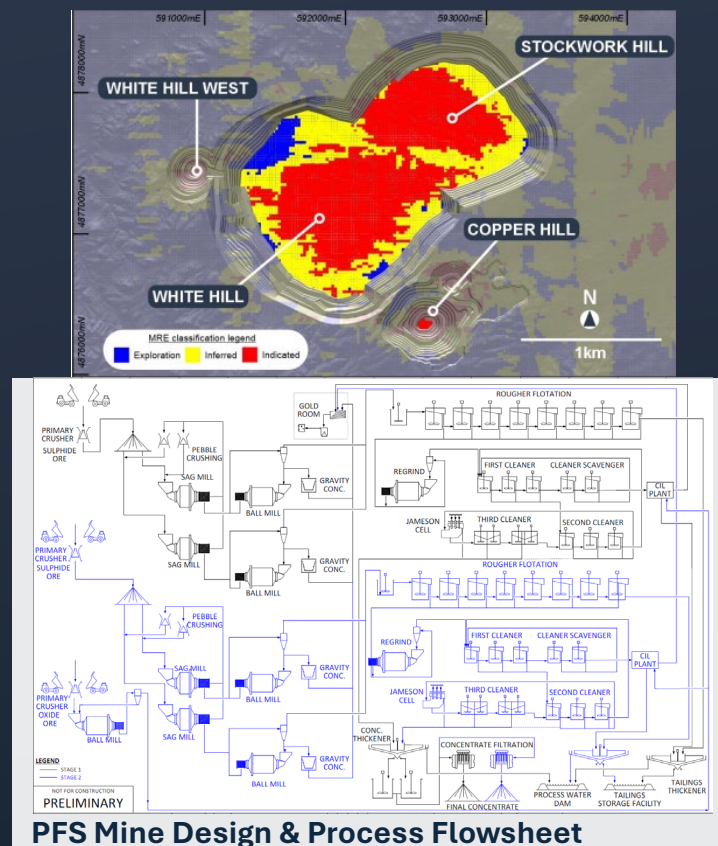 591000mE 592000mE 593000mE 594000mE
4878000mN
4877000mN
4876000mN
STOCKWORK HILL
WHITE HILL WEST
COPPER HILL
WHITE HILL
N
1km
MRE classification legend
Exploration Inferred Indicated
PRIMARY
CRUSHER
SULPHIDE
ORE
PEBBLE
CRUSHING
SAG MILL
BALL MILL
GRAVITY
CONC.
GOLD
ROOM
SAG MILL
BALL MILL
GRAVITY
CONC.
ROUGHER FLOTATION
REGRIND
FIRST CLEANER
CLEANER SCAVENGER
CIL
PLANT
JAMESON
CELL
THIRD CLEANER
SECOND CLEANER
PRIMARY
CRUSHER
SULPHIDE
ORE
PEBBLE
CRUSHING
SAG MILL
BALL MILL
GRAVITY
CONC.
SAG MILL
BALL MILL
GRAVITY
CONC.
PRIMARY
CRUSHER
OXIDE
ORE
BALL MILL
ROUGHER FLOTATION
REGRIND
FIRST CLEANER
CLEANER SCAVENGER
CIL
PLANT
JAMESON
CELL
THIRD CLEANER
SECOND CLEANER
CONC.
THICKENER
CONCENTRATE FILTRATION
FINAL CONCENTRATE
PROCESS WATER
DAM
TAILINGS
STORAGE FACILITY
TAILINGS
THICKENER
LEGEND
STAGE 1
STAGE 2
NOT FOR CONSTRUCTION
PRELIMINARY
PFS Mine Design & Process Flowsheet